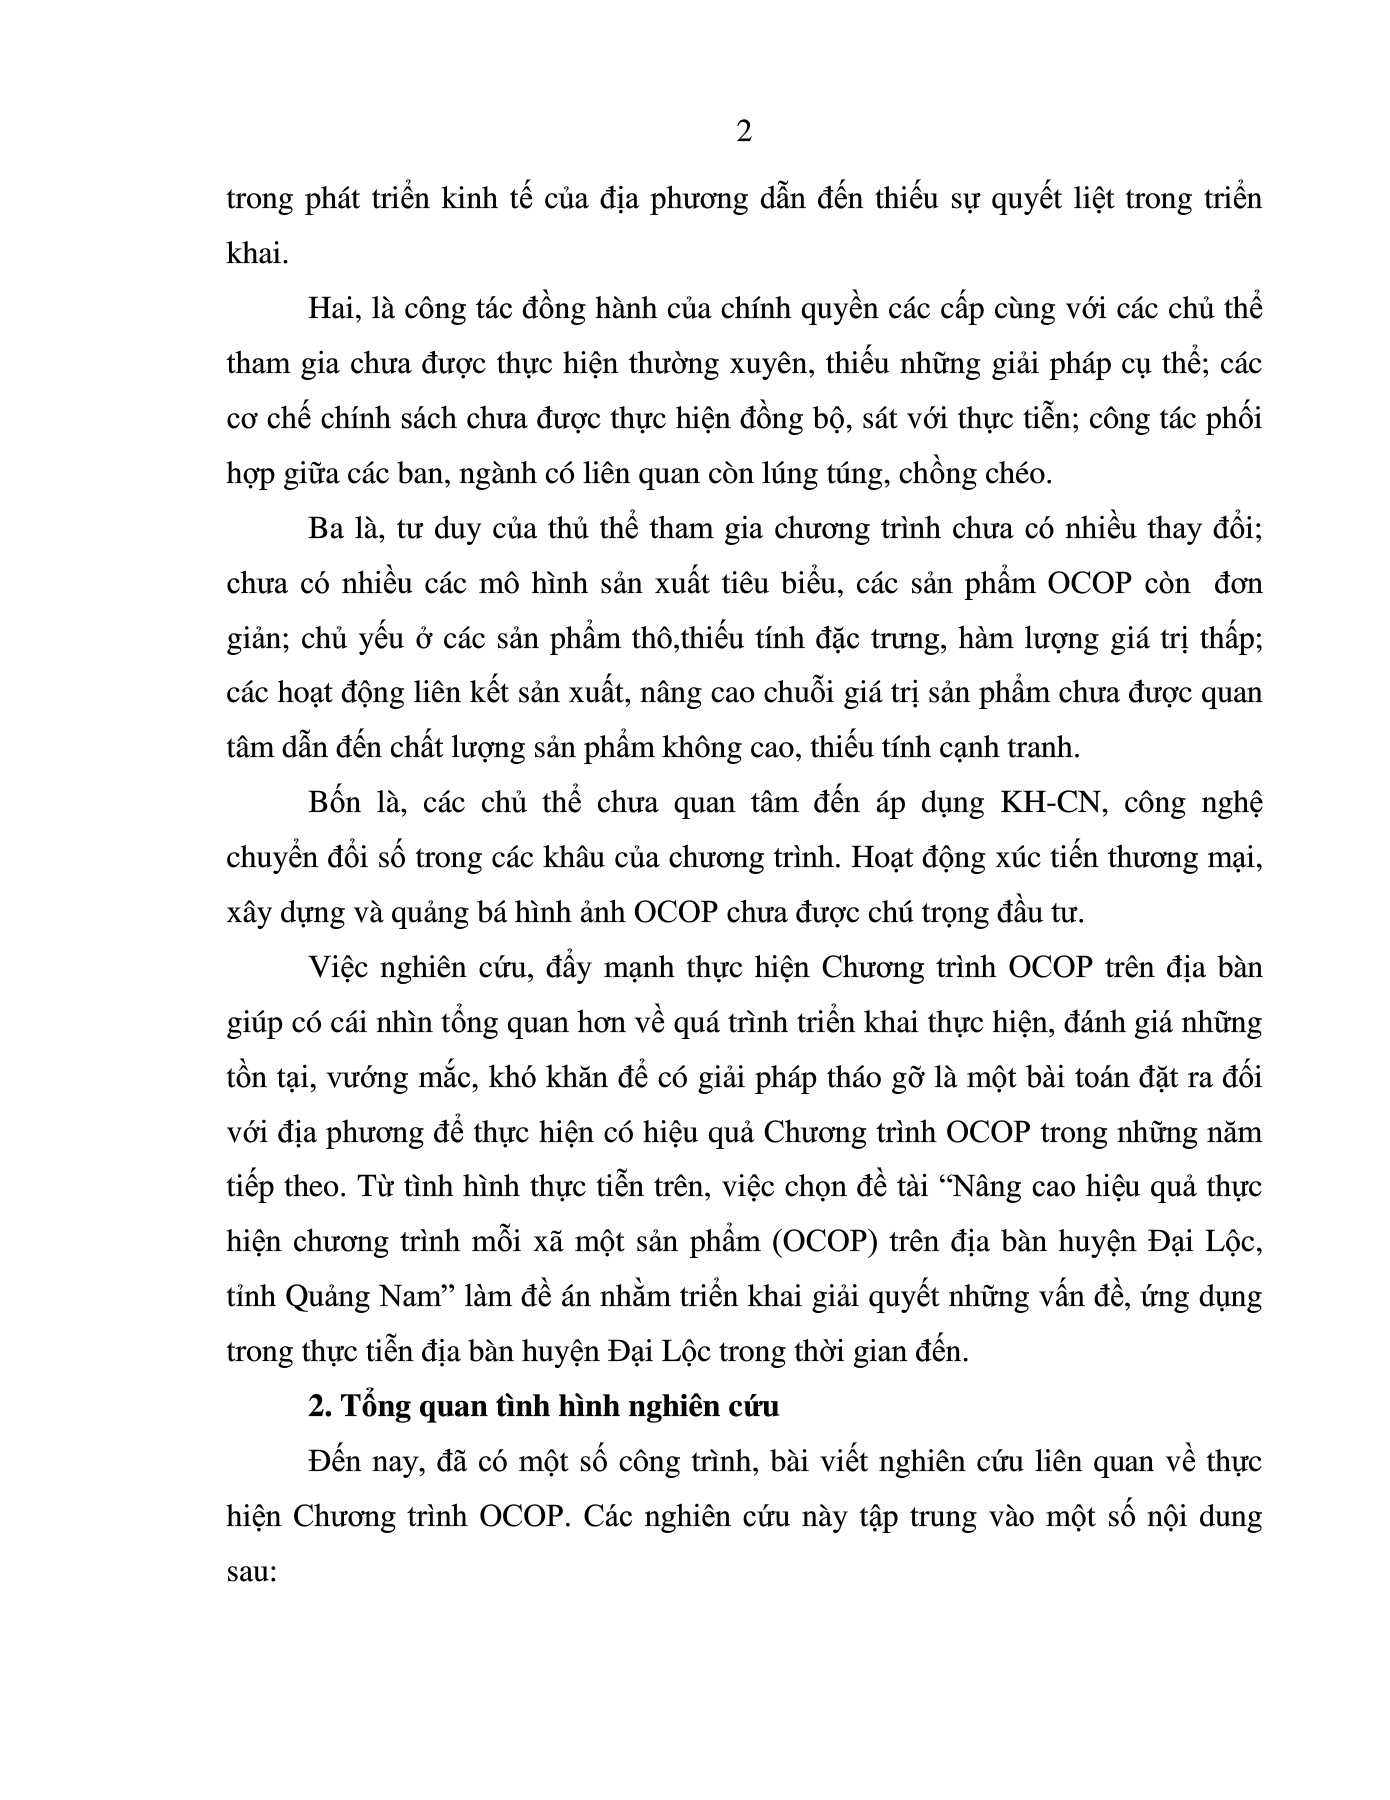 2
trong phát triển kinh tế của địa phương dẫn đến thiếu sự quyết liệt trong triển
khai.
Hai, là công tác đồng hành của chính quyền các cấp cùng với các chủ thể
tham gia chưa được thực hiện thường xuyên, thiếu những giải pháp cụ thể; các
cơ chế chính sách chưa được thực hiện đồng bộ, sát với thực tiễn; công tác phối
hợp giữa các ban, ngành có liên quan còn lúng túng, chồng chéo.
Ba là, tư duy của thủ thể tham gia chương trình chưa có nhiều thay đổi;
chưa có nhiều các mô hình sản xuất tiêu biểu, các sản phẩm OCOP còn  đơn
giản; chủ yếu ở các sản phẩm thô,thiếu tính đặc trưng, hàm lượng giá trị thấp;
các hoạt động liên kết sản xuất, nâng cao chuỗi giá trị sản phẩm chưa được quan
tâm dẫn đến chất lượng sản phẩm không cao, thiếu tính cạnh tranh.
Bốn là, các chủ thể chưa quan tâm đến áp dụng KH-CN, công nghệ
chuyển đổi số trong các khâu của chương trình. Hoạt động xúc tiến thương mại,
xây dựng và quảng bá hình ảnh OCOP chưa được chú trọng đầu tư.
Việc nghiên cứu, đẩy mạnh thực hiện Chương trình OCOP trên địa bàn
giúp có cái nhìn tổng quan hơn về quá trình triển khai thực hiện, đánh giá những
tồn tại, vướng mắc, khó khăn để có giải pháp tháo gỡ là một bài toán đặt ra đối
với địa phương để thực hiện có hiệu quả Chương trình OCOP trong những năm
tiếp theo. Từ tình hình thực tiễn trên, việc chọn đề tài “Nâng cao hiệu quả thực
hiện chương trình mỗi xã một sản phẩm (OCOP) trên địa bàn huyện Đại Lộc,
tỉnh Quảng Nam” làm đề án nhằm triển khai giải quyết những vấn đề, ứng dụng
trong thực tiễn địa bàn huyện Đại Lộc trong thời gian đến.
2. Tổng quan tình hình nghiên cứu
Đến nay, đã có một số công trình, bài viết nghiên cứu liên quan về thực
hiện Chương trình OCOP. Các nghiên cứu này tập trung vào một số nội dung
sau: